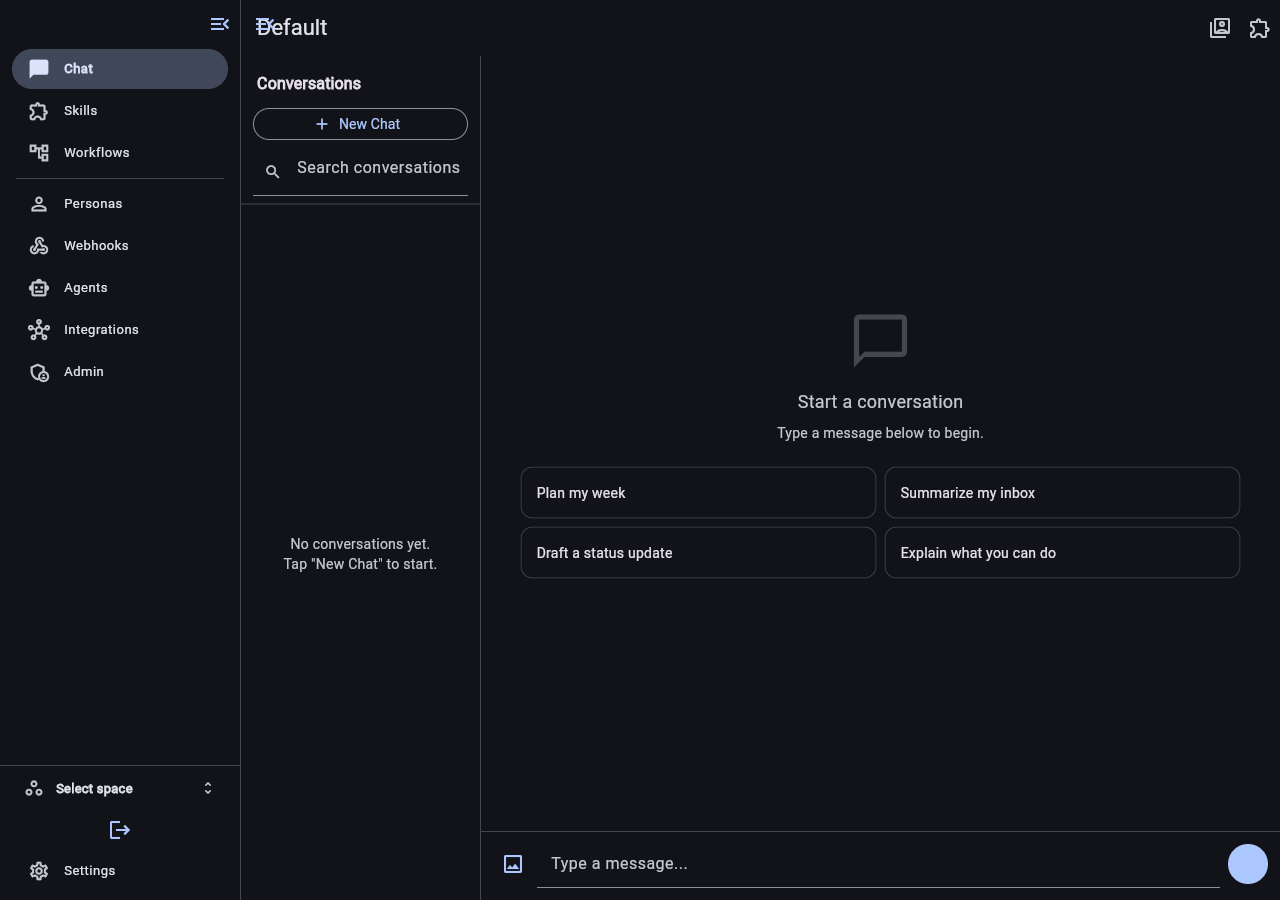 Default
Chat
Skills
Workflows
Personas
Webhooks
Agents
Integrations
Admin
Select space
Settings
Conversations
New Chat
Search conversations
No conversations yet.
Tap "New Chat" to start.
Start a conversation
Type a message below to begin.
Plan my week
Summarize my inbox
Draft a status update
Explain what you can do
Type a message...